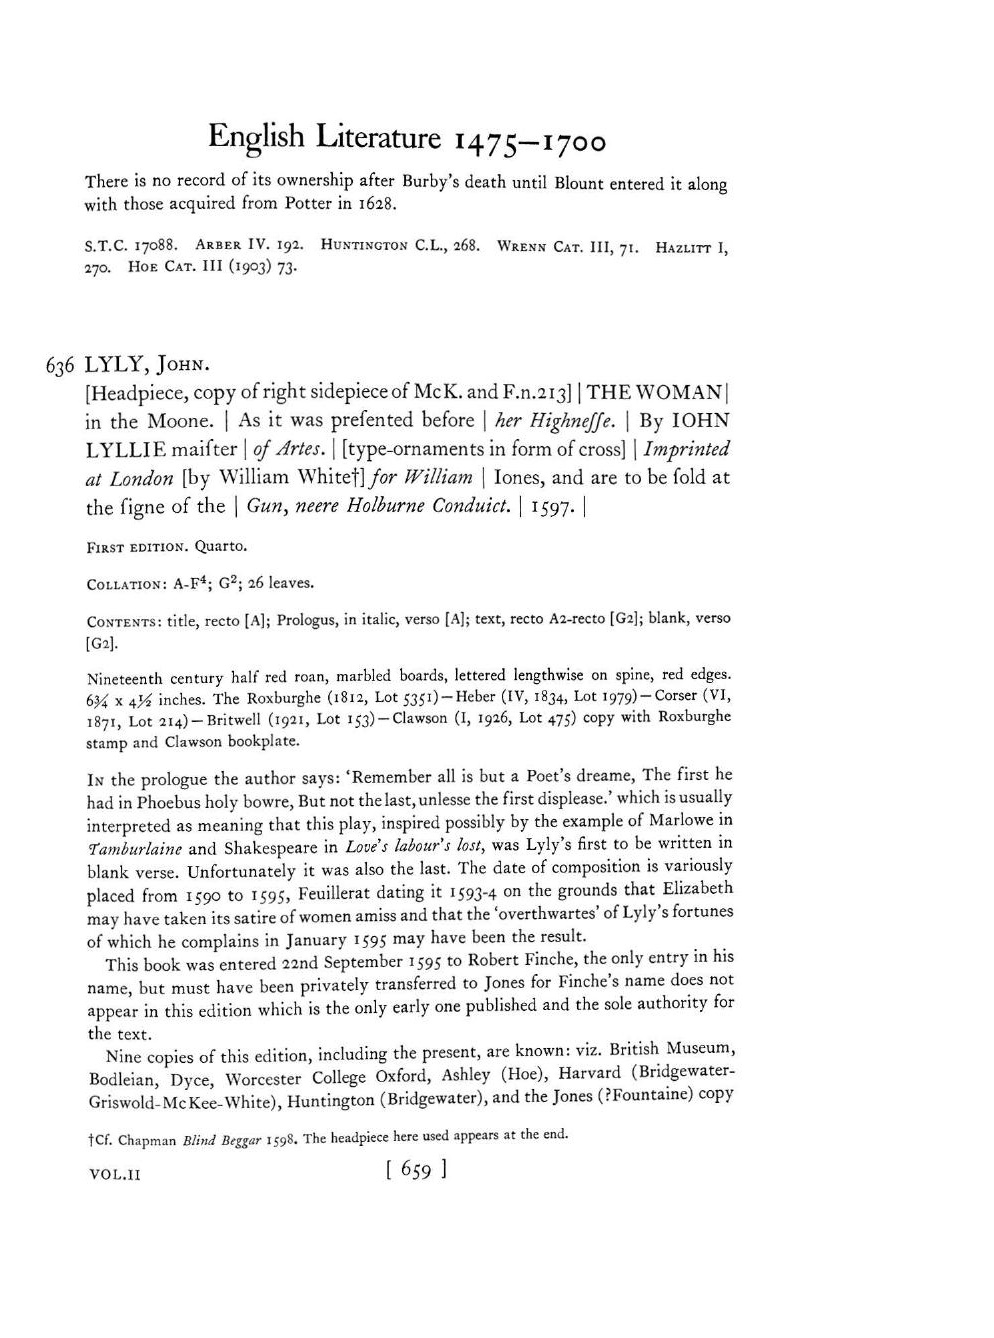 English Literature 1475–1700
There is no record of its ownership after Burby's death until Blount entered it along
with those acquired from Potter in 1628.
S.T.C. 17088. ARBER IV. 192. HUNTINGTON C.L., 268. WRENN CAT. III, 71. HAZLITT I,
270. HOE CAT. III (1903) 73.
636 LYLY, JOHN.
[Headpiece, copy of right sidepiece of McK. and F.n.213] | THE WOMAN |
in the Moone. | As it was preſented before | her Highneſſe. | By IOHN
LYLLIE maiſter | of Artes. | [type-ornaments in form of cross] | Imprinted
at London [by William White†] for William | Iones, and are to be ſold at
the ſigne of the | Gun, neere Holburne Conduict. | 1597. |
FIRST EDITION. Quarto.
COLLATION: A-F⁴; G²; 26 leaves.
CONTENTS: title, recto [A]; Prologus, in italic, verso [A]; text, recto A2-recto [G2]; blank, verso
[G2].
Nineteenth century half red roan, marbled boards, lettered lengthwise on spine, red edges.
6¾ x 4½ inches. The Roxburghe (1812, Lot 5351)—Heber (IV, 1834, Lot 1979)—Corser (VI,
1871, Lot 214)—Britwell (1921, Lot 153)—Clawson (I, 1926, Lot 475) copy with Roxburghe
stamp and Clawson bookplate.
IN the prologue the author says: 'Remember all is but a Poet's dreame, The first he
had in Phoebus holy bowre, But not the last, unlesse the first displease.' which is usually
interpreted as meaning that this play, inspired possibly by the example of Marlowe in
Tamburlaine and Shakespeare in Love's labour's lost, was Lyly's first to be written in
blank verse. Unfortunately it was also the last. The date of composition is variously
placed from 1590 to 1595, Feuillerat dating it 1593-4 on the grounds that Elizabeth
may have taken its satire of women amiss and that the 'overthwartes' of Lyly's fortunes
of which he complains in January 1595 may have been the result.
This book was entered 22nd September 1595 to Robert Finche, the only entry in his
name, but must have been privately transferred to Jones for Finche's name does not
appear in this edition which is the only early one published and the sole authority for
the text.
Nine copies of this edition, including the present, are known: viz. British Museum,
Bodleian, Dyce, Worcester College Oxford, Ashley (Hoe), Harvard (Bridgewater-
Griswold-McKee-White), Huntington (Bridgewater), and the Jones (?Fountaine) copy
†Cf. Chapman Blind Beggar 1598. The headpiece here used appears at the end.
VOL.II [ 659 ]